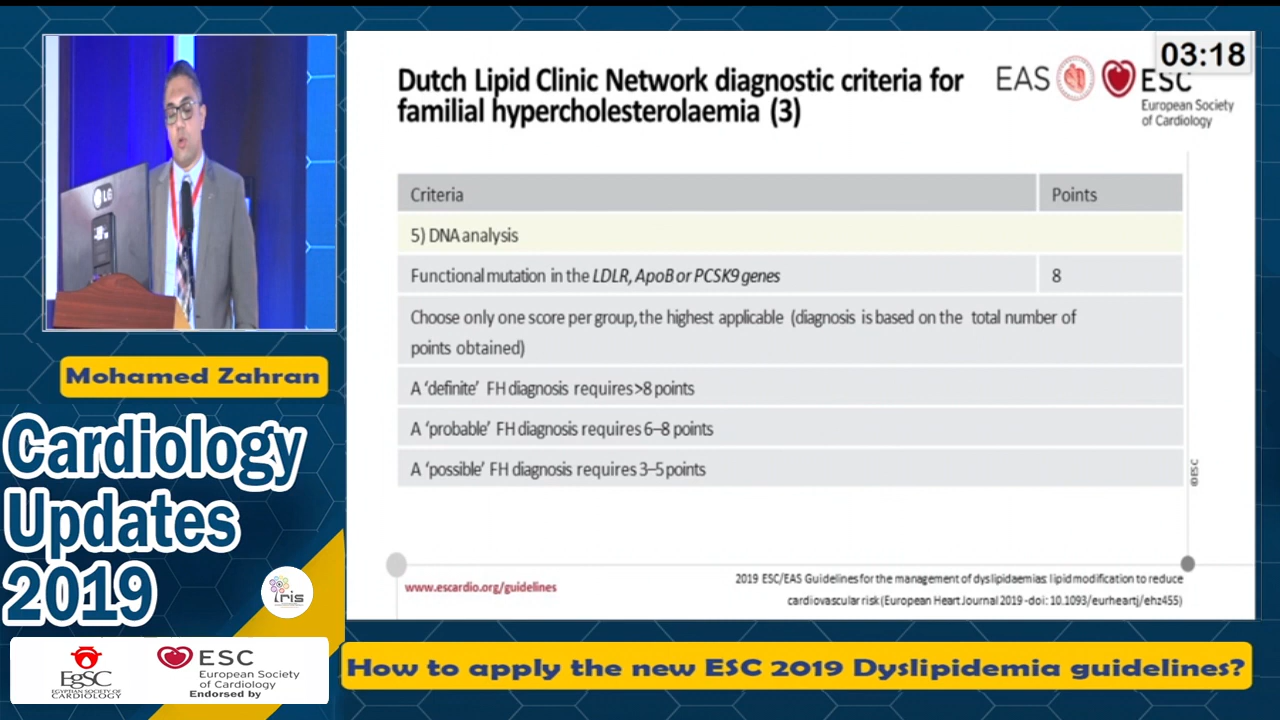 LG
Mohamed Zahran
Cardiology
Updates
2019
iris
EgSC
EGYPTIAN SOCIETY OF
CARDIOLOGY
ESC
European Society
of Cardiology
Endorsed by
03:18
Dutch Lipid Clinic Network diagnostic criteria for
familial hypercholesterolaemia (3)
EAS
ESC
European Society
of Cardiology
Criteria Points
5) DNA analysis
Functional mutation in the LDLR, ApoB or PCSK9 genes 8
Choose only one score per group, the highest applicable (diagnosis is based on the total number of
points obtained)
A ‘definite’ FH diagnosis requires >8 points
A ‘probable’ FH diagnosis requires 6–8 points
A ‘possible’ FH diagnosis requires 3–5 points
©ESC
www.escardio.org/guidelines
2019 ESC/EAS Guidelines for the management of dyslipidaemias: lipid modification to reduce
cardiovascular risk (European Heart Journal 2019 -doi: 10.1093/eurheartj/ehz455)
How to apply the new ESC 2019 Dyslipidemia guidelines?